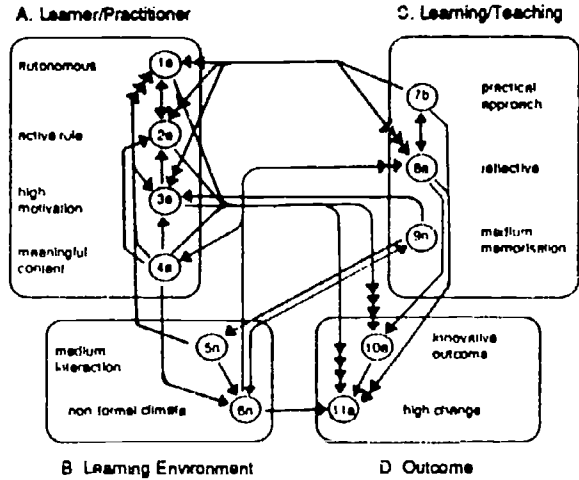 A. Learner/Practitioner
C. Learning/Teaching
autonomous
1a
7b
practical
approach
active role
2a
8a
reflective
high
motivation
3a
9n
medium
memorisation
meaningful
content
4a
medium
interaction
5n
10a
innovative
outcome
non formal climate
6n
11a
high change
B Learning Environment
D. Outcome